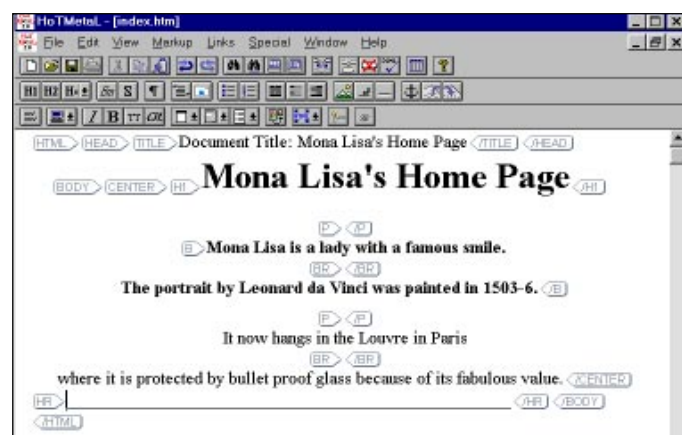 HoTMetaL - [index.htm]
File Edit View Markup Links Special Window Help
H1 H2 S ¶
I B TT
HTML HEAD TITLE Document Title: Mona Lisa's Home Page /TITLE /HEAD
BODY CENTER H1 Mona Lisa's Home Page /H1
P /P
B Mona Lisa is a lady with a famous smile.
BR /BR
The portrait by Leonard da Vinci was painted in 1503-6. /B
P /P
It now hangs in the Louvre in Paris
BR /BR
where it is protected by bullet proof glass because of its fabulous value. /CENTER
HR /HR /BODY
/HTML